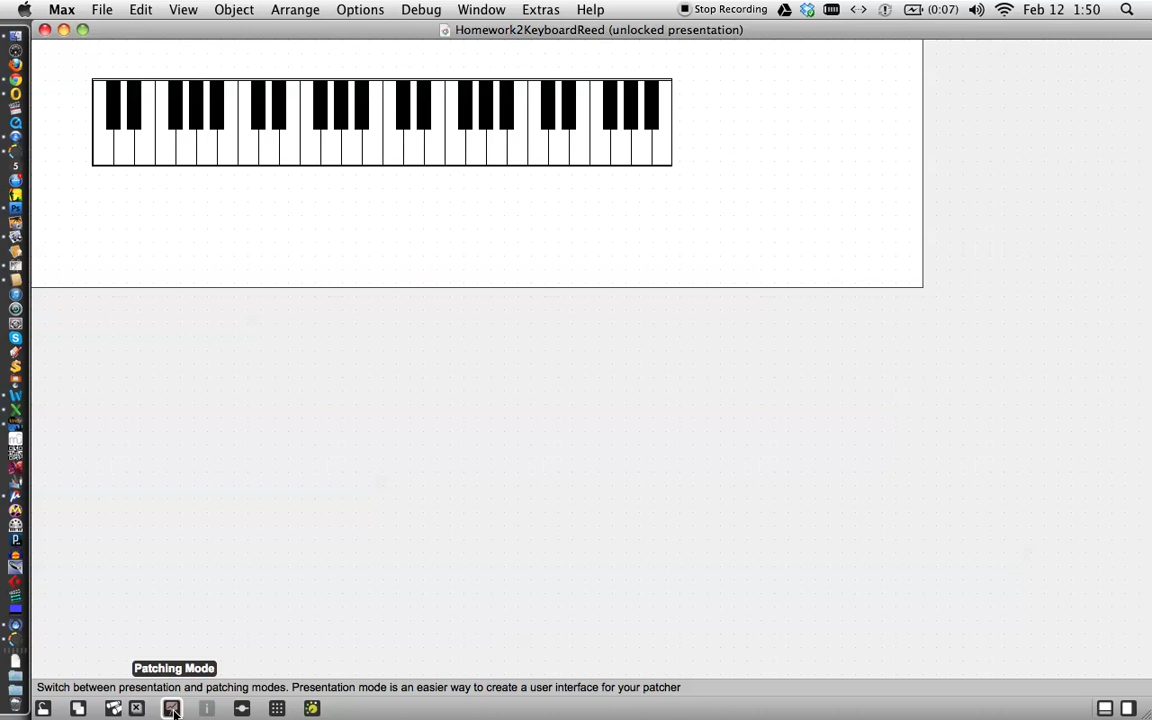 Max File Edit View Object Arrange Options Debug Window Extras Help Stop Recording (0:07) Feb 12 1:50
Homework2KeyboardReed (unlocked presentation)
Patching Mode
Switch between presentation and patching modes. Presentation mode is an easier way to create a user interface for your patcher